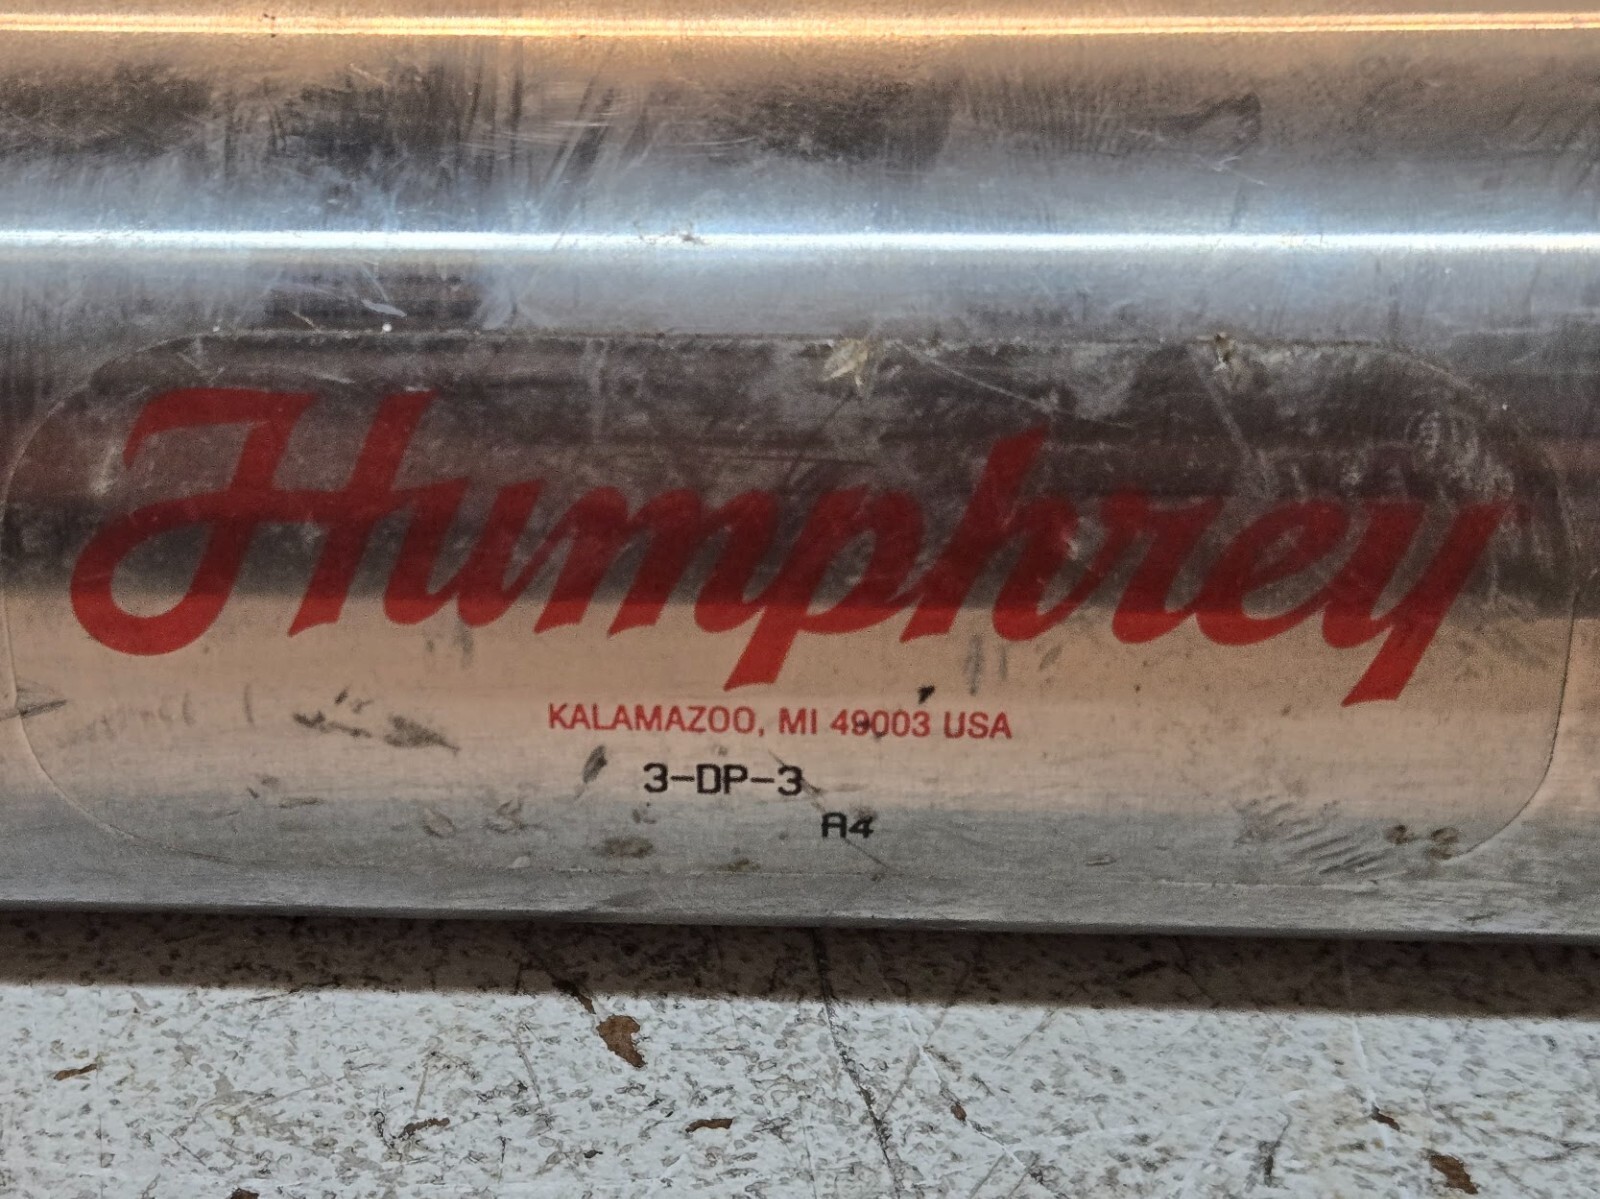 Humphrey
KALAMAZOO, MI 49003 USA
3-DP-3
A4